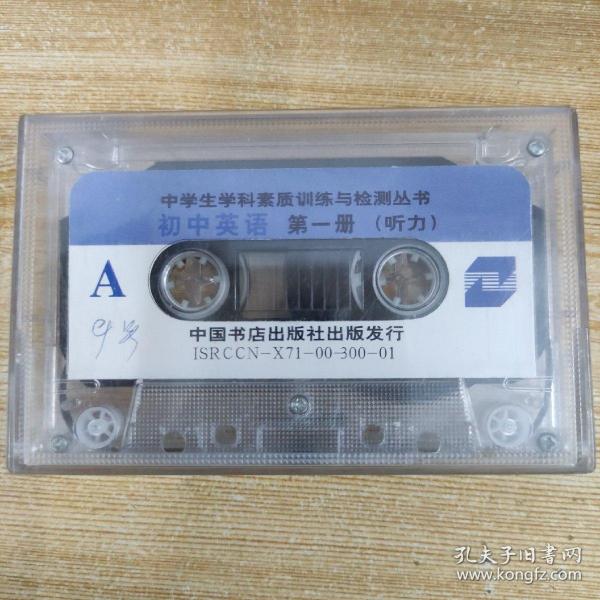 中学生学科素质训练与检测丛书
初中英语 第一册 (听力)
A
中国书店出版社出版发行
ISRCCN-X71-00-300-01
孔夫子旧书网
www.kongfz.com